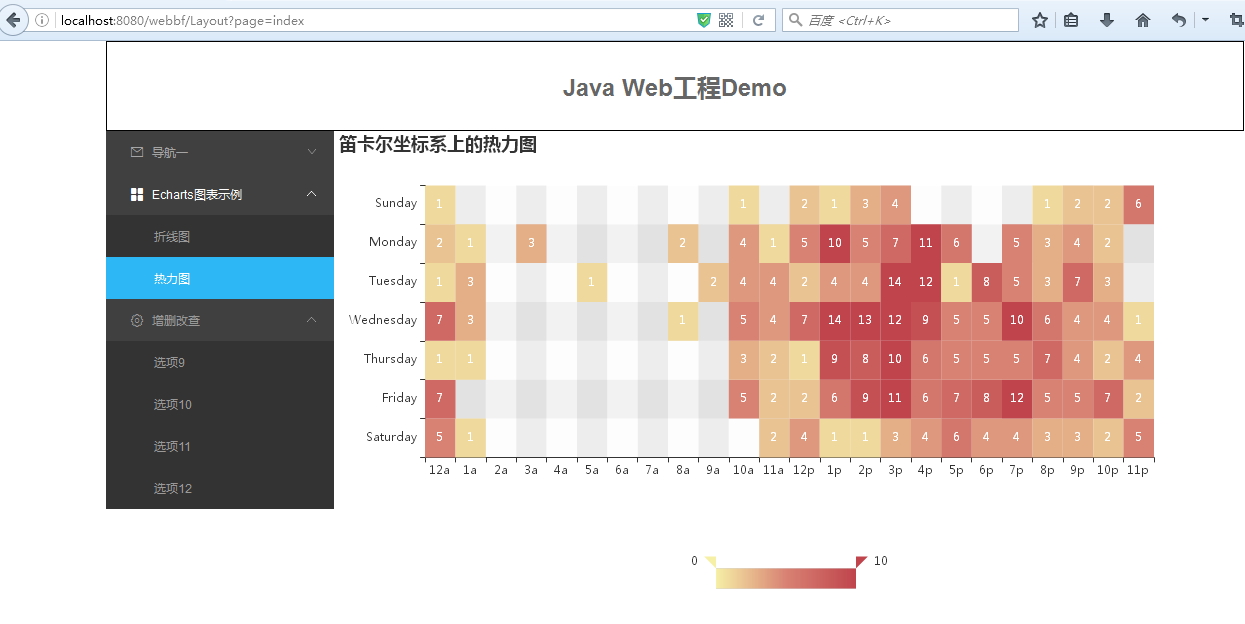 localhost:8080/webbf/Layout?page=index
百度 <Ctrl+K>
Java Web工程Demo
导航一
Echarts图表示例
折线图
热力图
增删改查
选项9
选项10
选项11
选项12
笛卡尔坐标系上的热力图
Sunday 1 1 2 1 3 4 1 2 2 6
Monday 2 1 3 2 4 1 5 10 5 7 11 6 5 3 4 2
Tuesday 1 3 1 2 4 4 2 4 4 14 12 1 8 5 3 7 3
Wednesday 7 3 1 5 4 7 14 13 12 9 5 5 10 6 4 4 1
Thursday 1 1 3 2 1 9 8 10 6 5 5 5 7 4 2 4
Friday 7 5 2 2 6 9 11 6 7 8 12 5 5 7 2
Saturday 5 1 2 4 1 1 3 4 6 4 4 3 3 2 5
12a 1a 2a 3a 4a 5a 6a 7a 8a 9a 10a 11a 12p 1p 2p 3p 4p 5p 6p 7p 8p 9p 10p 11p
0 10